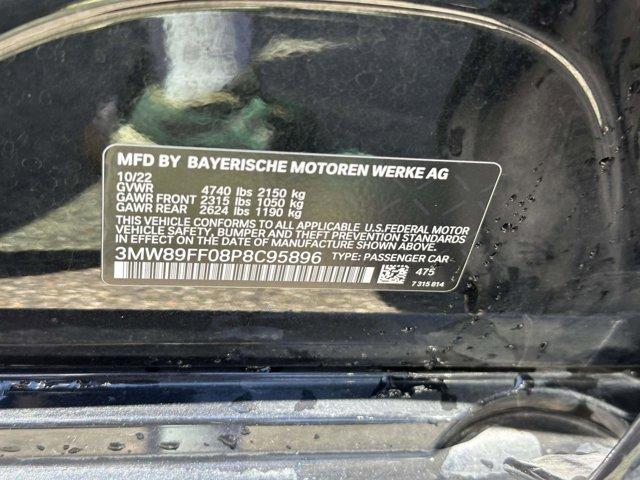 MFD BY BAYERISCHE MOTOREN WERKE AG
10/22
GVWR 4740 lbs 2150 kg
GAWR FRONT 2315 lbs 1050 kg
GAWR REAR 2624 lbs 1190 kg
THIS VEHICLE CONFORMS TO ALL APPLICABLE U.S.FEDERAL MOTOR
VEHICLE SAFETY, BUMPER, AND THEFT PREVENTION STANDARDS
IN EFFECT ON THE DATE OF MANUFACTURE SHOWN ABOVE.
3MW89FF08P8C95896 TYPE: PASSENGER CAR
475
7 315 814